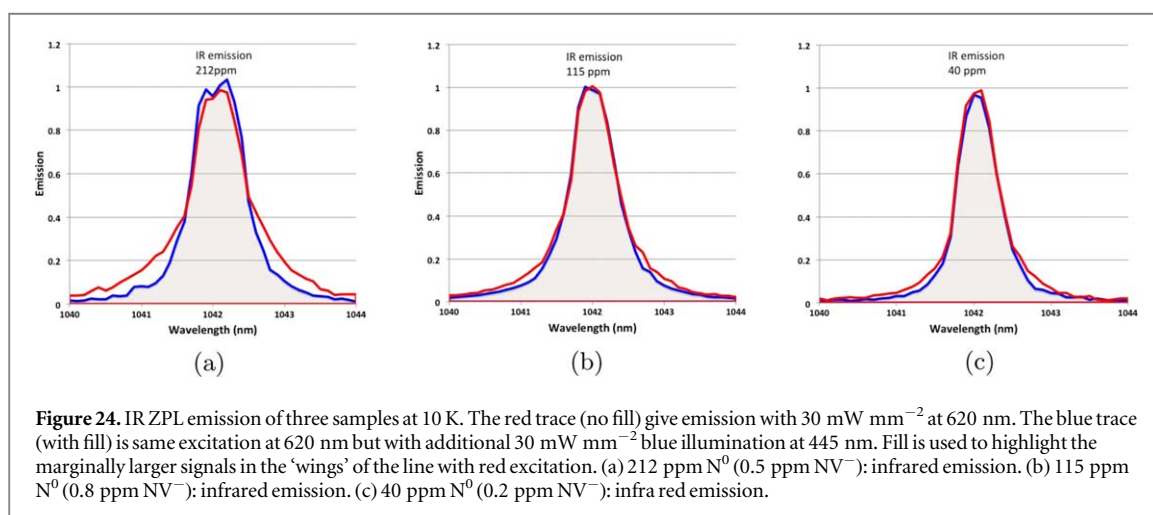 IR emission
212ppm
1.2
1
0.8
0.6
0.4
0.2
0
Emission
1040
1041
1042
1043
1044
Wavelength (nm)
(a)
IR emission
115 ppm
1.2
1
0.8
0.6
0.4
0.2
0
Emission
1040
1041
1042
1043
1044
Wavelength (nm)
(b)
IR emission
40 ppm
1.2
1
0.8
0.6
0.4
0.2
0
1040
1041
1042
1043
1044
Wavelength (nm)
(c)
Figure 24. IR ZPL emission of three samples at 10 K. The red trace (no fill) give emission with 30 mW mm⁻² at 620 nm. The blue trace
(with fill) is same excitation at 620 nm but with additional 30 mW mm⁻² blue illumination at 445 nm. Fill is used to highlight the
marginally larger signals in the ‘wings’ of the line with red excitation. (a) 212 ppm N⁰ (0.5 ppm NV⁻): infrared emission. (b) 115 ppm
N⁰ (0.8 ppm NV⁻): infrared emission. (c) 40 ppm N⁰ (0.2 ppm NV⁻): infra red emission.